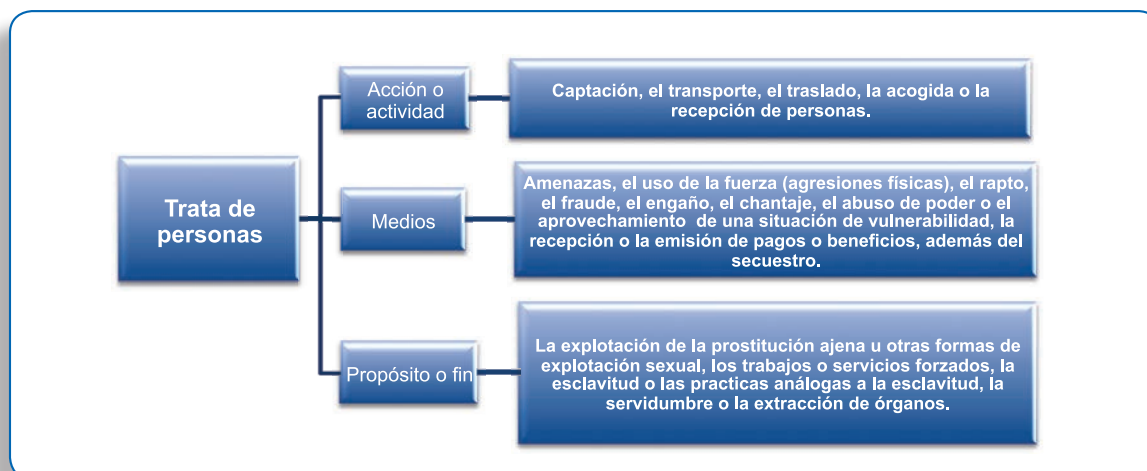 Trata de
personas
Acción o
actividad
Captación, el transporte, el traslado, la acogida o la
recepción de personas.
Medios
Amenazas, el uso de la fuerza (agresiones físicas), el rapto,
el fraude, el engaño, el chantaje, el abuso de poder o el
aprovechamiento de una situación de vulnerabilidad, la
recepción o la emisión de pagos o beneficios, además del
secuestro.
Propósito o fin
La explotación de la prostitución ajena u otras formas de
explotación sexual, los trabajos o servicios forzados, la
esclavitud o las practicas análogas a la esclavitud, la
servidumbre o la extracción de órganos.